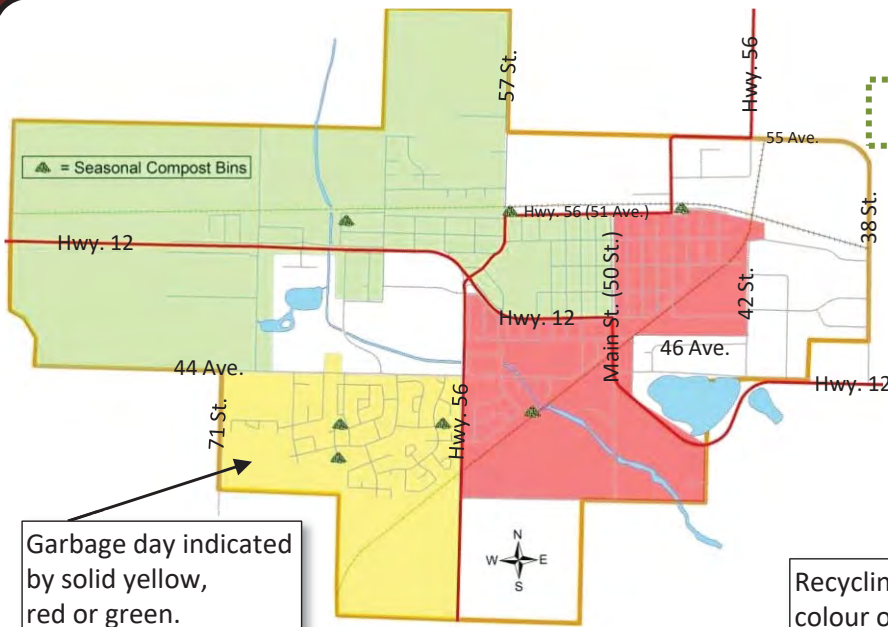 Hwy. 56
57 St.
55 Ave.
= Seasonal Compost Bins
Hwy. 56 (51 Ave.)
38 St.
Hwy. 12
Main St. (50 St.)
42 St.
Hwy. 12
46 Ave.
44 Ave.
Hwy. 12
71 St.
Hwy. 56
N
W E
S
Garbage day indicated
by solid yellow,
red or green.
Recyclin
colour o